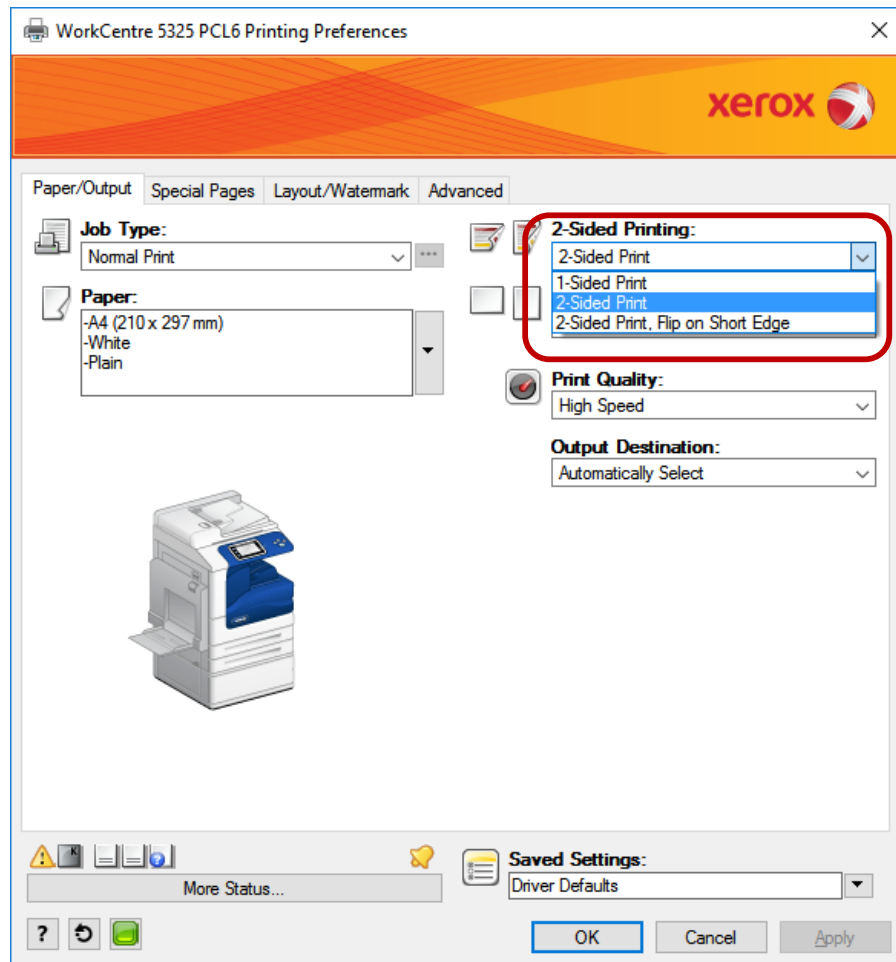 WorkCentre 5325 PCL6 Printing Preferences
xerox
Paper/Output Special Pages Layout/Watermark Advanced
Job Type:
Normal Print
Paper:
-A4 (210 x 297 mm)
-White
-Plain
2-Sided Printing:
2-Sided Print
1-Sided Print
2-Sided Print
2-Sided Print, Flip on Short Edge
Print Quality:
High Speed
Output Destination:
Automatically Select
K
More Status...
Saved Settings:
Driver Defaults
?
OK Cancel Apply